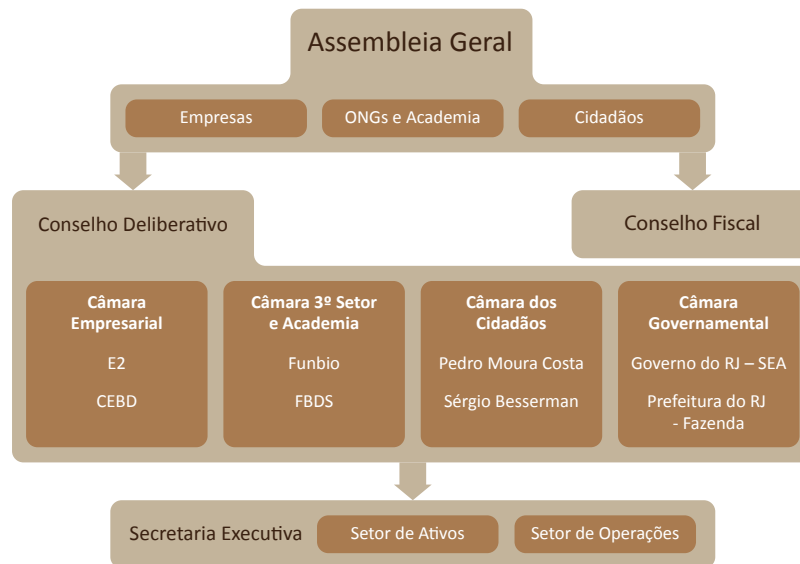 Assembleia Geral
Empresas
ONGs e Academia
Cidadãos
Conselho Deliberativo
Conselho Fiscal
Câmara
Empresarial
E2
CEBD
Câmara 3º Setor
e Academia
Funbio
FBDS
Câmara dos
Cidadãos
Pedro Moura Costa
Sérgio Besserman
Câmara
Governamental
Governo do RJ – SEA
Prefeitura do RJ
- Fazenda
Secretaria Executiva
Setor de Ativos
Setor de Operações